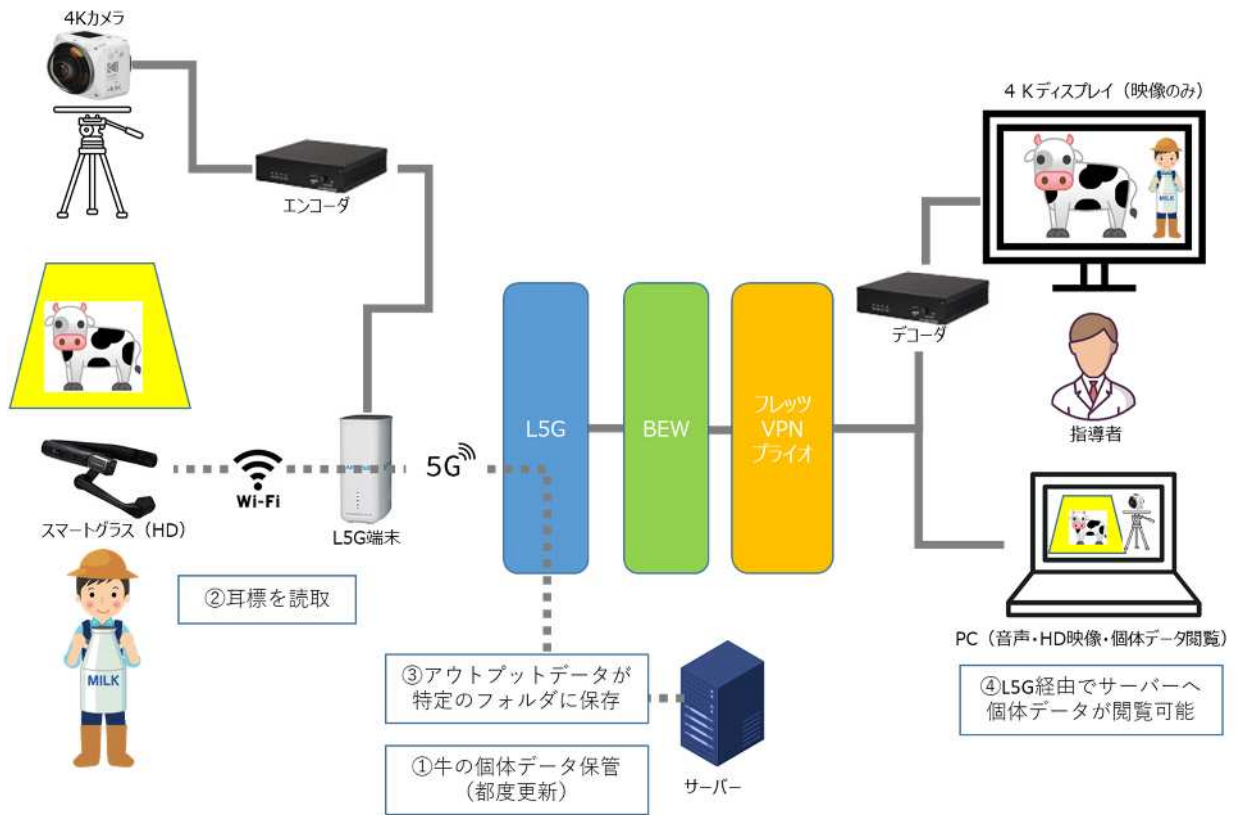 4Kカメラ
エンコーダ
4 Kディスプレイ（映像のみ）
MILK
デコーダ
指導者
L5G
BEW
フレッツ
VPN
プライオ
スマートグラス（HD）
Wi-Fi
L5G端末
5G
②耳標を読取
MILK
③アウトプットデータが
特定のフォルダに保存
①牛の個体データ保管
（都度更新）
サーバー
PC（音声・HD映像・個体データ閲覧）
④L5G経由でサーバーへ
個体データが閲覧可能